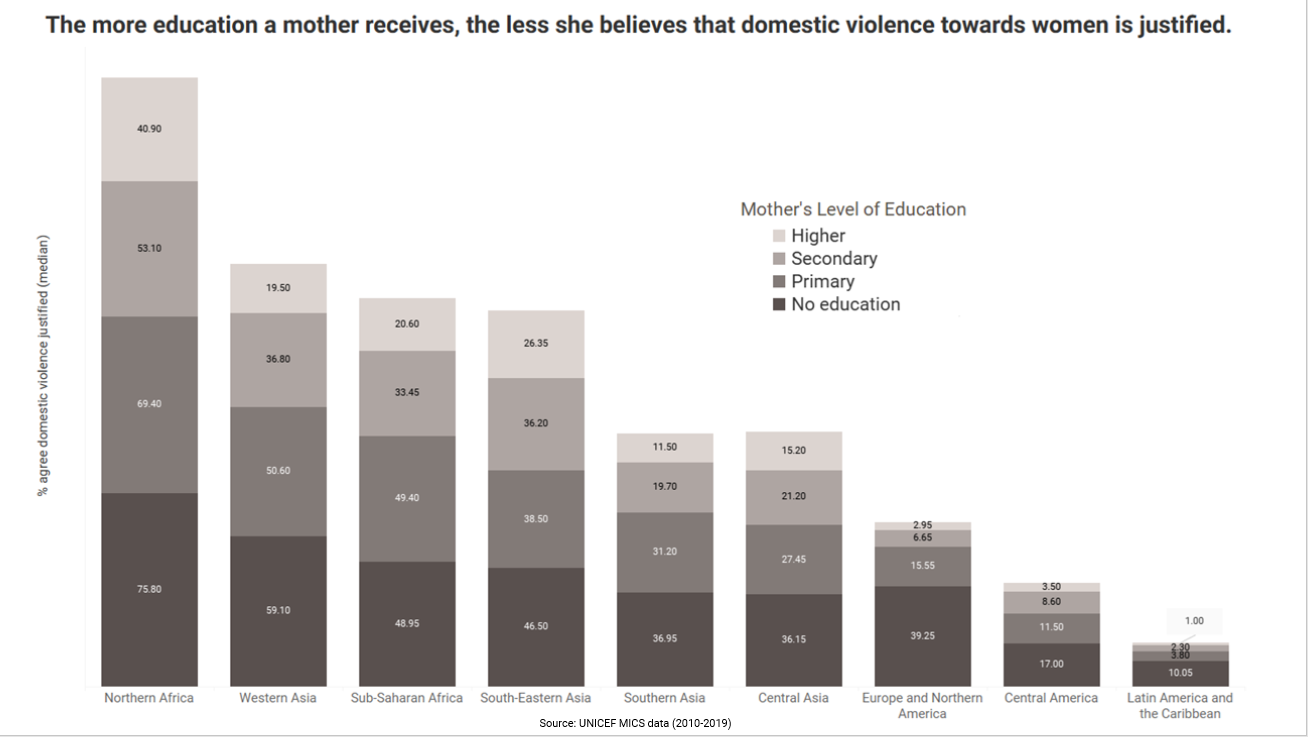 The more education a mother receives, the less she believes that domestic violence towards women is justified.
% agree domestic violence justified (median)
40.90
53.10
69.40
75.80
19.50
36.80
50.60
59.10
20.60
33.45
49.40
48.95
26.35
36.20
38.50
46.50
11.50
19.70
31.20
36.95
15.20
21.20
27.45
36.15
2.95
6.65
15.55
39.25
3.50
8.60
11.50
17.00
1.00
2.30
3.80
10.05
Mother's Level of Education
Higher
Secondary
Primary
No education
Northern Africa
Western Asia
Sub-Saharan Africa
South-Eastern Asia
Southern Asia
Central Asia
Europe and Northern
America
Central America
Latin America and
the Caribbean
Source: UNICEF MICS data (2010-2019)